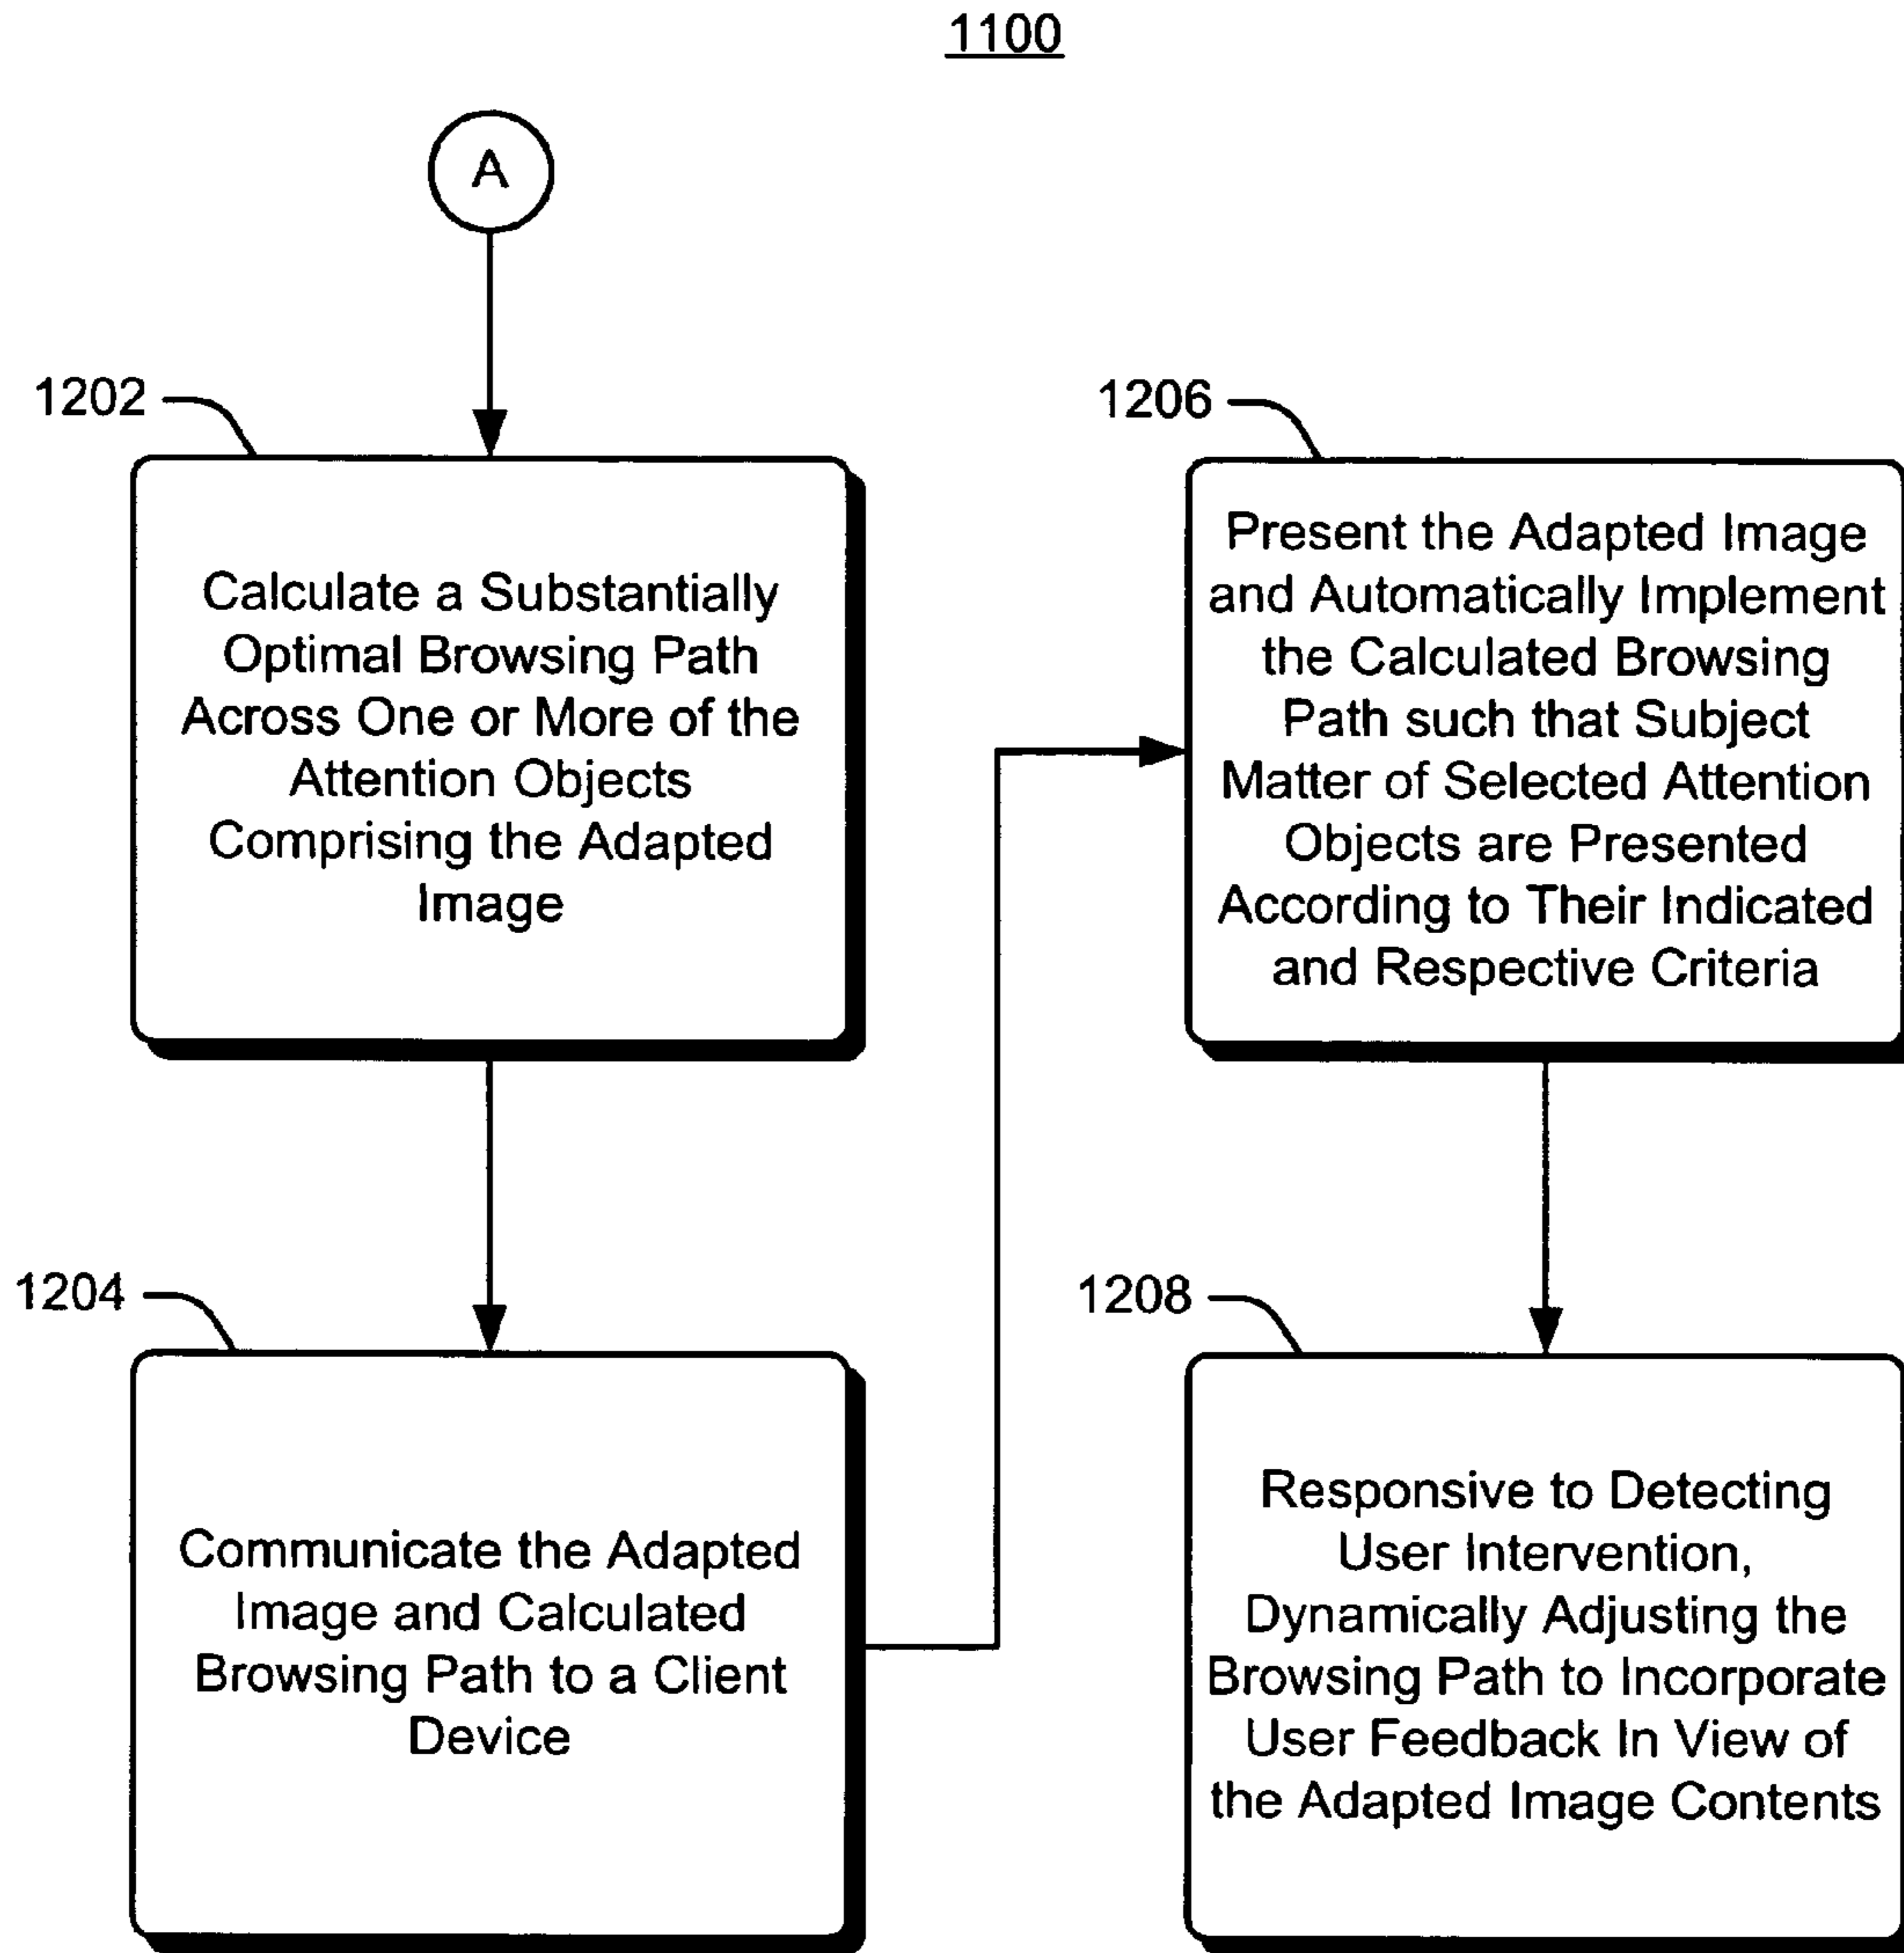 1100
A
1202
Calculate a Substantially
Optimal Browsing Path
Across One or More of the
Attention Objects
Comprising the Adapted
Image
1204
Communicate the Adapted
Image and Calculated
Browsing Path to a Client
Device
1206
Present the Adapted Image
and Automatically Implement
the Calculated Browsing
Path such that Subject
Matter of Selected Attention
Objects are Presented
According to Their Indicated
and Respective Criteria
1208
Responsive to Detecting
User Intervention,
Dynamically Adjusting the
Browsing Path to Incorporate
User Feedback In View of
the Adapted Image Contents